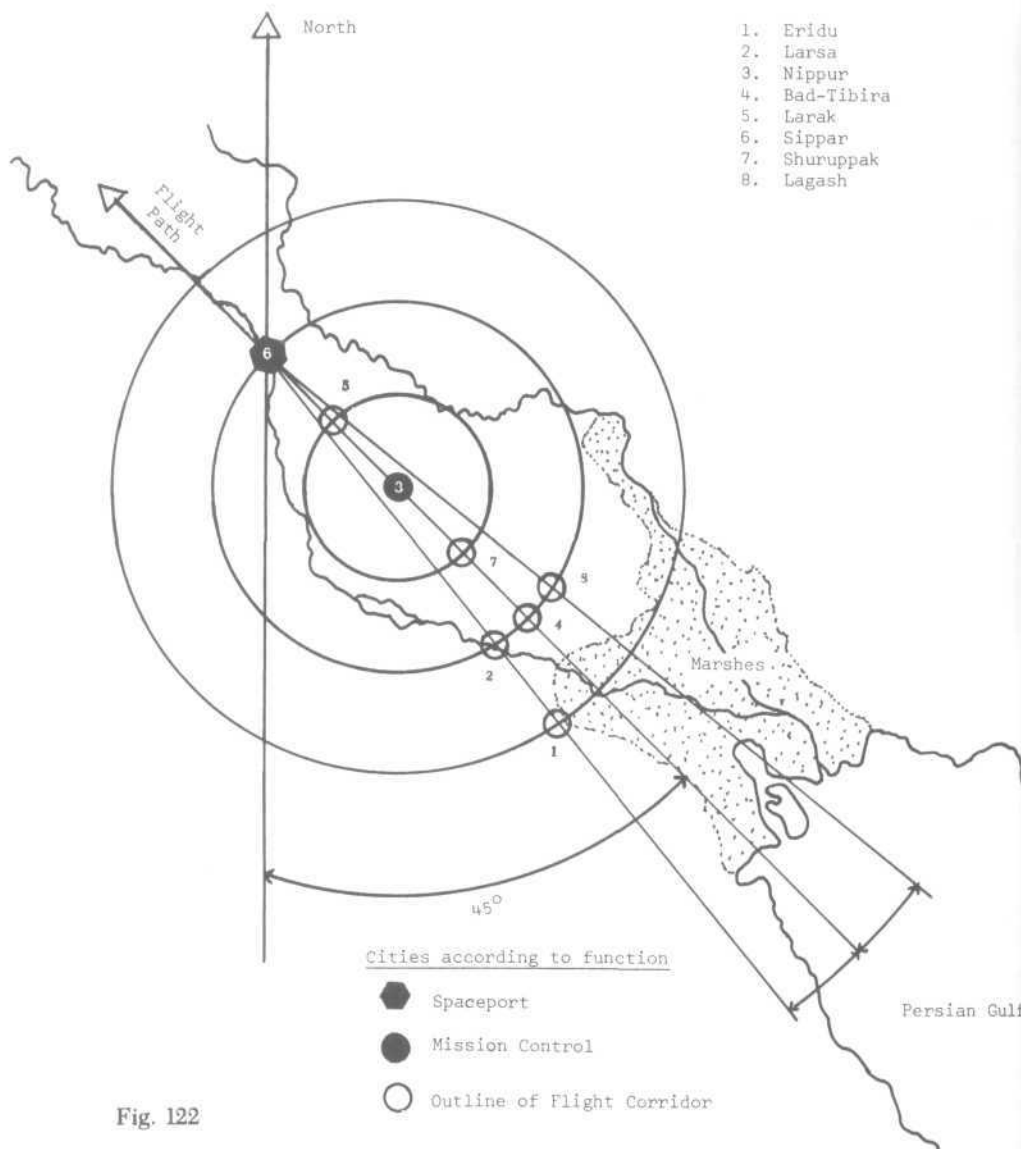 North
1. Eridu
2. Larsa
3. Nippur
4. Bad-Tibira
5. Larak
6. Sippar
7. Shuruppak
8. Lagash
Flight
Path
6
5
3
7
8
4
2
1
Marshes
45°
Cities according to function
Spaceport
Mission Control
Outline of Flight Corridor
Persian Gulf
Fig. 122